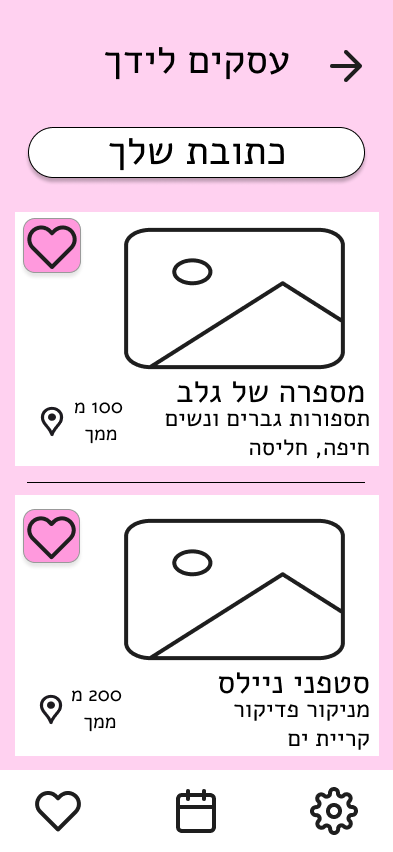 עסקים לידך
כתובת שלך
מספרה של גלב
תספורות גברים ונשים
חיפה, חליסה
100 מ
ממך
סטפני ניילס
מניקור פדיקור
קריית ים
200 מ
ממך